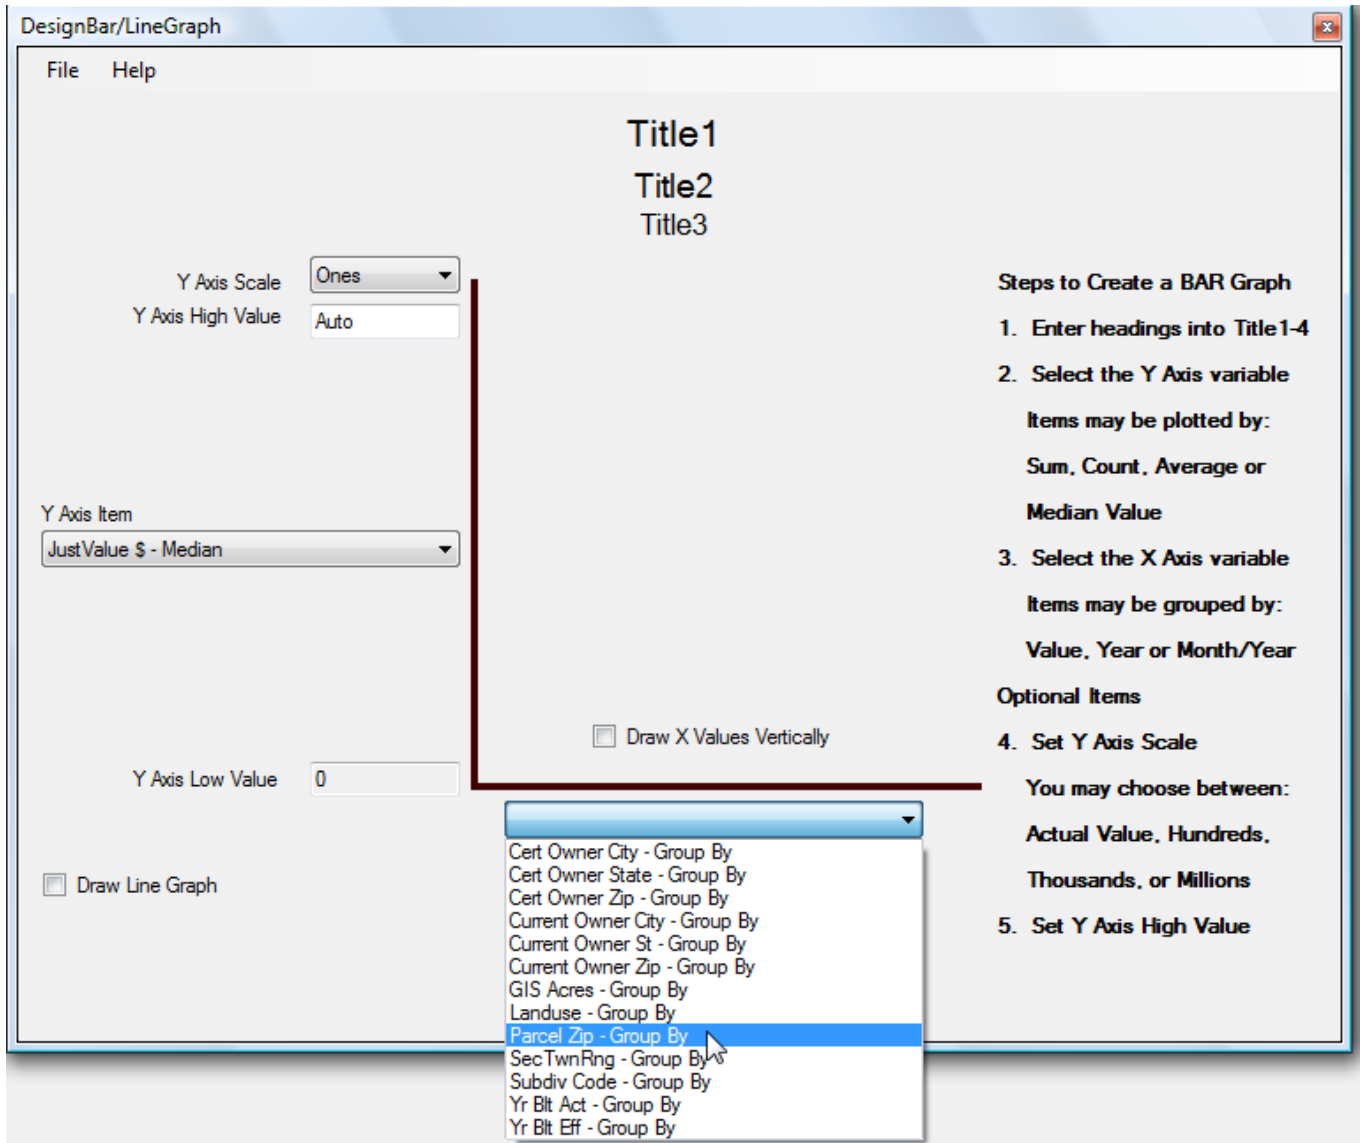 DesignBar/LineGraph
x
File Help
Title1
Title2
Title3
Y Axis Scale
Ones
Y Axis High Value
Auto
Y Axis Item
JustValue $ - Median
Draw X Values Vertically
Y Axis Low Value
0
Draw Line Graph
Cert Owner City - Group By
Cert Owner State - Group By
Cert Owner Zip - Group By
Current Owner City - Group By
Current Owner St - Group By
Current Owner Zip - Group By
GIS Acres - Group By
Landuse - Group By
Parcel Zip - Group By
SecTwnRng - Group By
Subdiv Code - Group By
Yr Blt Act - Group By
Yr Blt Eff - Group By
Steps to Create a BAR Graph
1. Enter headings into Title1-4
2. Select the Y Axis variable
Items may be plotted by:
Sum, Count, Average or
Median Value
3. Select the X Axis variable
Items may be grouped by:
Value, Year or Month/Year
Optional Items
4. Set Y Axis Scale
You may choose between:
Actual Value, Hundreds,
Thousands, or Millions
5. Set Y Axis High Value